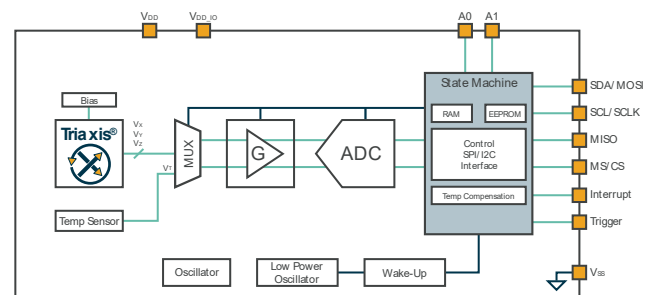 VDD
VDD_IO
A0
A1
Bias
Triaxis®
VX
VY
VZ
VT
MUX
G
ADC
State Machine
RAM
EEPROM
Control
SPI/I2C
Interface
Temp Compensation
SDA/MOSI
SCL/SCLK
MISO
MS/CS
Interrupt
Trigger
Temp Sensor
Oscillator
Low Power
Oscillator
Wake-Up
VSS